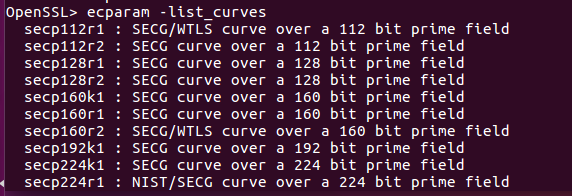 OpenSSL> ecparam -list_curves
secp112r1 : SECG/WTLS curve over a 112 bit prime field
secp112r2 : SECG curve over a 112 bit prime field
secp128r1 : SECG curve over a 128 bit prime field
secp128r2 : SECG curve over a 128 bit prime field
secp160k1 : SECG curve over a 160 bit prime field
secp160r1 : SECG curve over a 160 bit prime field
secp160r2 : SECG/WTLS curve over a 160 bit prime field
secp192k1 : SECG curve over a 192 bit prime field
secp224k1 : SECG curve over a 224 bit prime field
secp224r1 : NIST/SECG curve over a 224 bit prime field